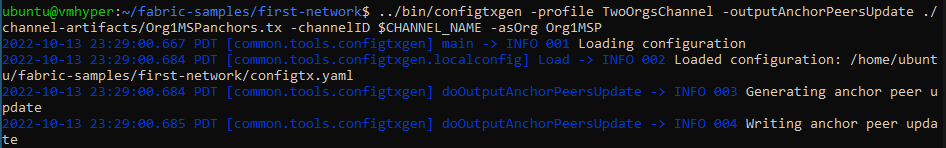 ubuntu@vmhyper:~/fabric-samples/first-network$ ../bin/configtxgen -profile TwoOrgsChannel -outputAnchorPeersUpdate ./
channel-artifacts/Org1MSPanchors.tx -channelID $CHANNEL_NAME -asOrg Org1MSP
2022-10-13 23:29:00.667 PDT [common.tools.configtxgen] main -> INFO 001 Loading configuration
2022-10-13 23:29:00.684 PDT [common.tools.configtxgen.localconfig] Load -> INFO 002 Loaded configuration: /home/ubunt
u/fabric-samples/first-network/configtx.yaml
2022-10-13 23:29:00.684 PDT [common.tools.configtxgen] doOutputAnchorPeersUpdate -> INFO 003 Generating anchor peer u
pdate
2022-10-13 23:29:00.685 PDT [common.tools.configtxgen] doOutputAnchorPeersUpdate -> INFO 004 Writing anchor peer upda
te